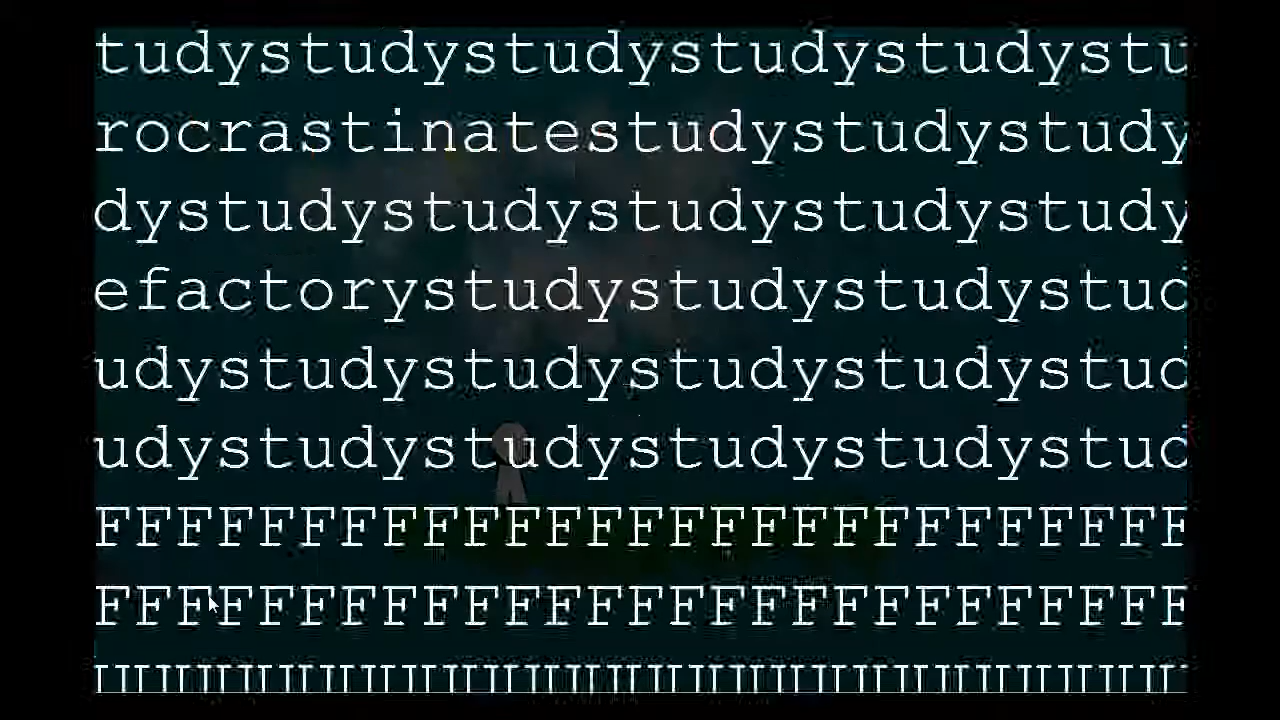 tudystudystudystudystudystu
rocrastinatestudystudystudy
dystudystudystudystudystudy
efactorystudystudystudystud
udystudystudystudystudystud
udystudystudystudystudystud
FFFFFFFFFFFFFFFFFFFFFFFFFFF
FFFFFFFFFFFFFFFFFFFFFFFFFFF